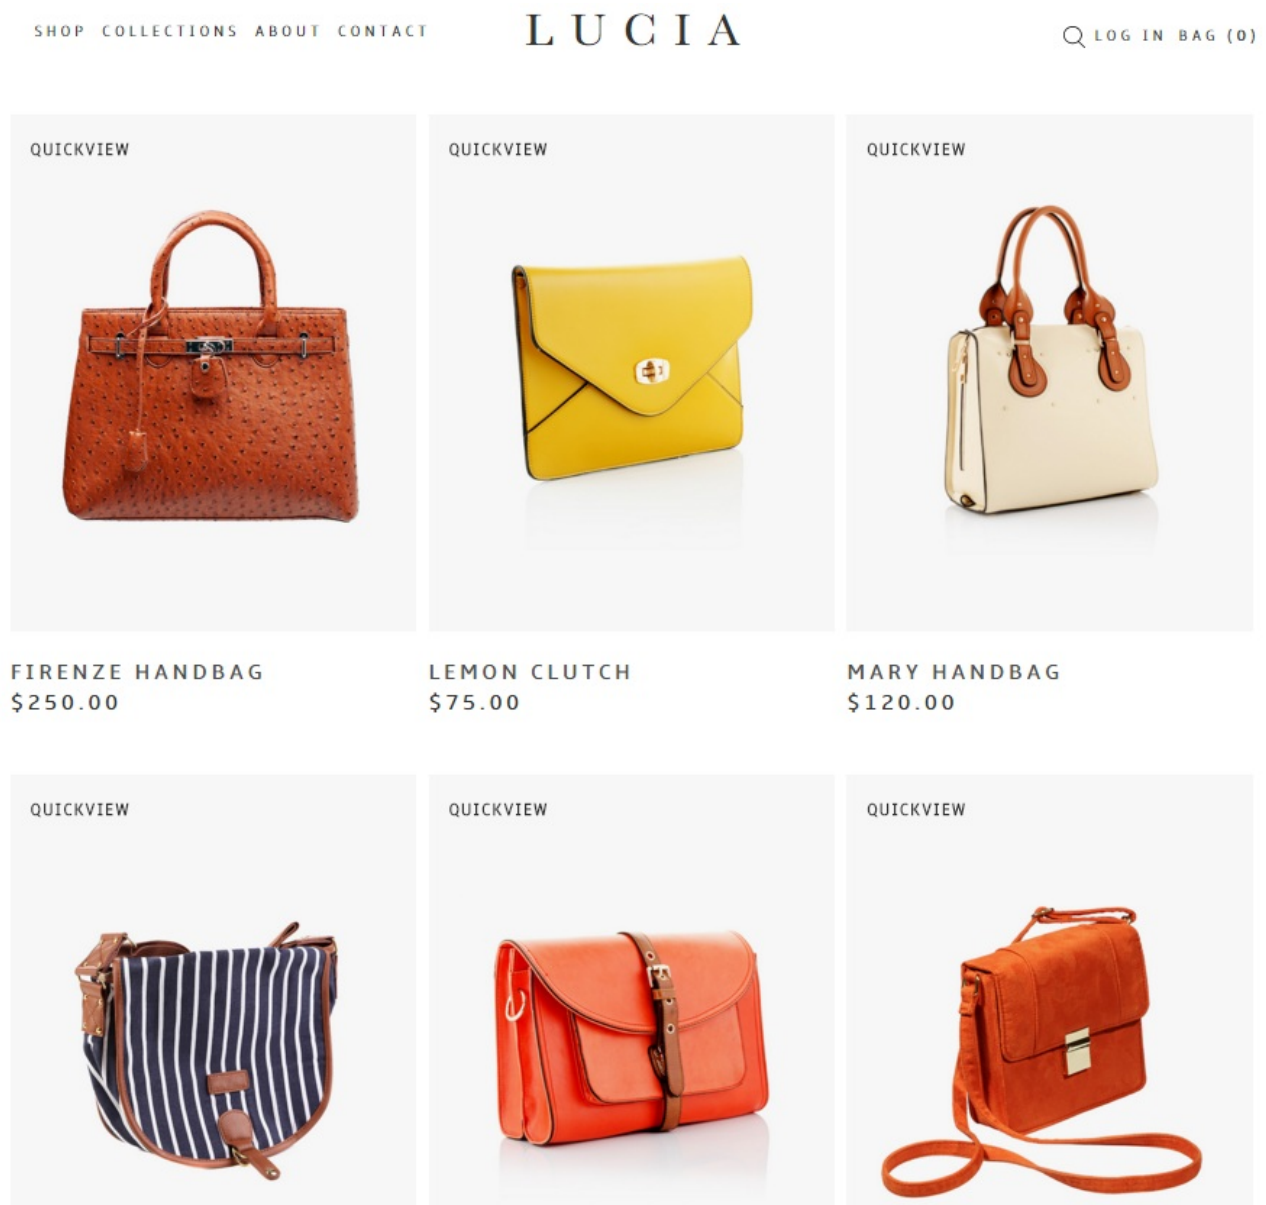 SHOP COLLECTIONS ABOUT CONTACT
LUCIA
LOG IN BAG (0)
QUICKVIEW
QUICKVIEW
QUICKVIEW
FIRENZE HANDBAG
$250.00
LEMON CLUTCH
$75.00
MARY HANDBAG
$120.00
QUICKVIEW
QUICKVIEW
QUICKVIEW